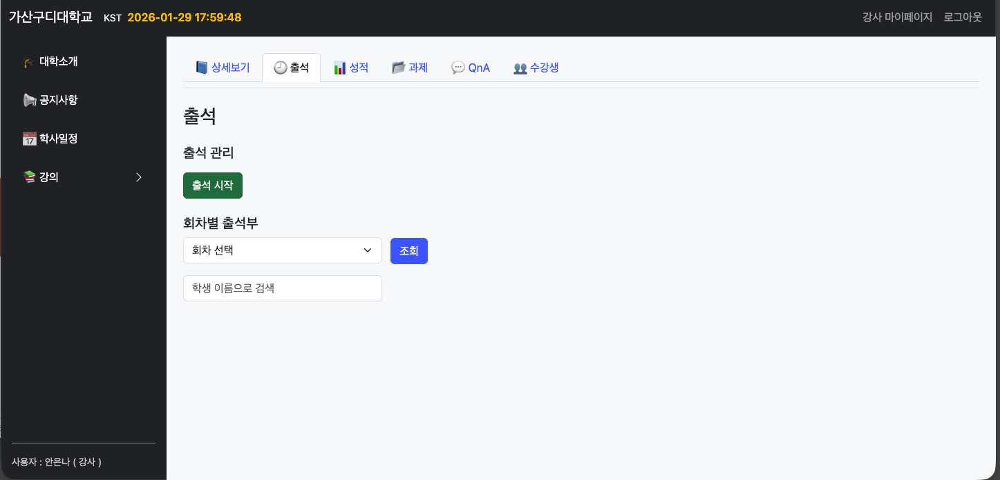 가산구디대학교 KST 2026-01-29 17:59:48 강사 마이페이지 로그아웃
대학소개
공지사항
17 학사일정
강의
상세보기 출석 성적 과제 QnA 수강생
출석
출석 관리
출석 시작
회차별 출석부
회차 선택 조회
학생 이름으로 검색
사용자 : 안은나 ( 강사 )